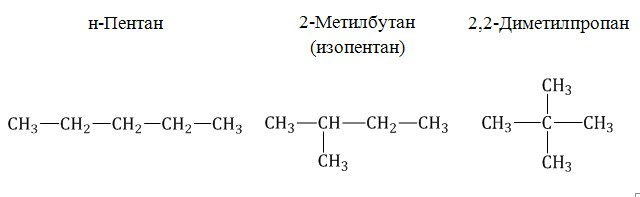 н-Пентан
2-Метилбутан
(изопентан)
2,2-Диметилпропан
CH₃—CH₂—CH₂—CH₂—CH₃
CH₃—CH—CH₂—CH₃
CH₃
CH₃
CH₃—C—CH₃
CH₃